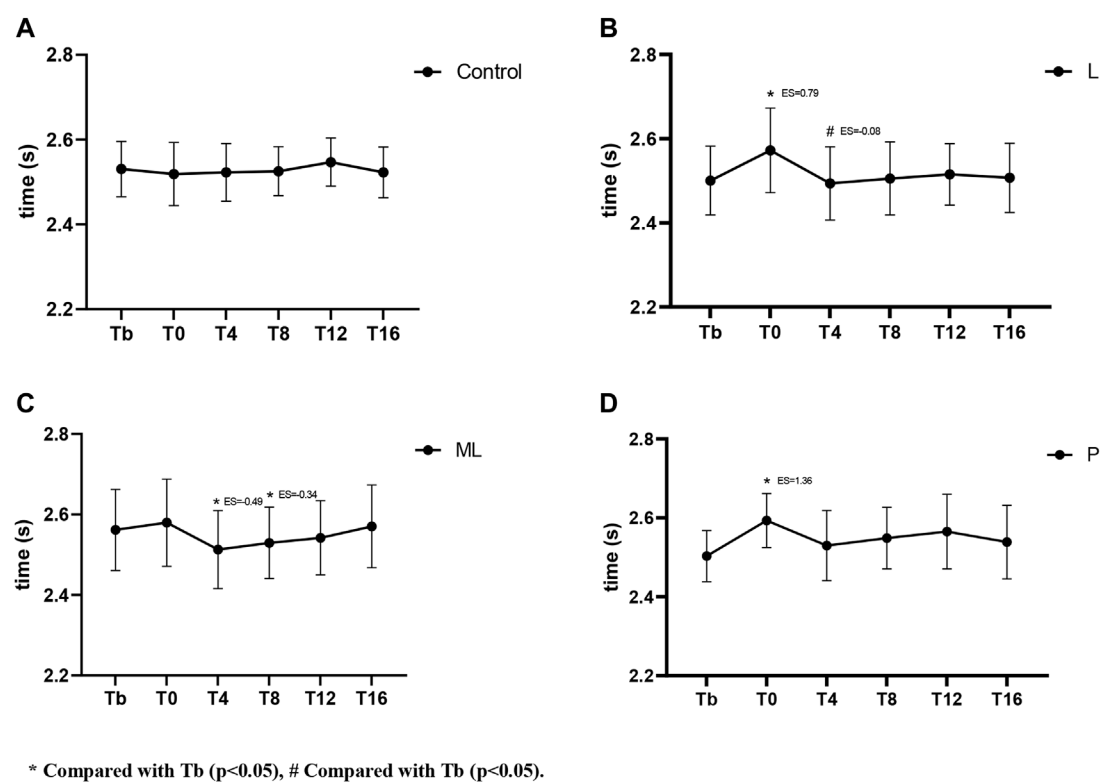 A
2.8
2.6
2.4
2.2
time (s)
Tb T0 T4 T8 T12 T16
Control
B
2.8
2.6
2.4
2.2
time (s)
* ES=0.79
# ES=-0.08
Tb T0 T4 T8 T12 T16
L
C
2.8
2.6
2.4
2.2
time (s)
* ES=-0.49 * ES=-0.34
Tb T0 T4 T8 T12 T16
ML
D
2.8
2.6
2.4
2.2
time (s)
* ES=1.36
Tb T0 T4 T8 T12 T16
P
* Compared with Tb (p<0.05), # Compared with Tb (p<0.05).